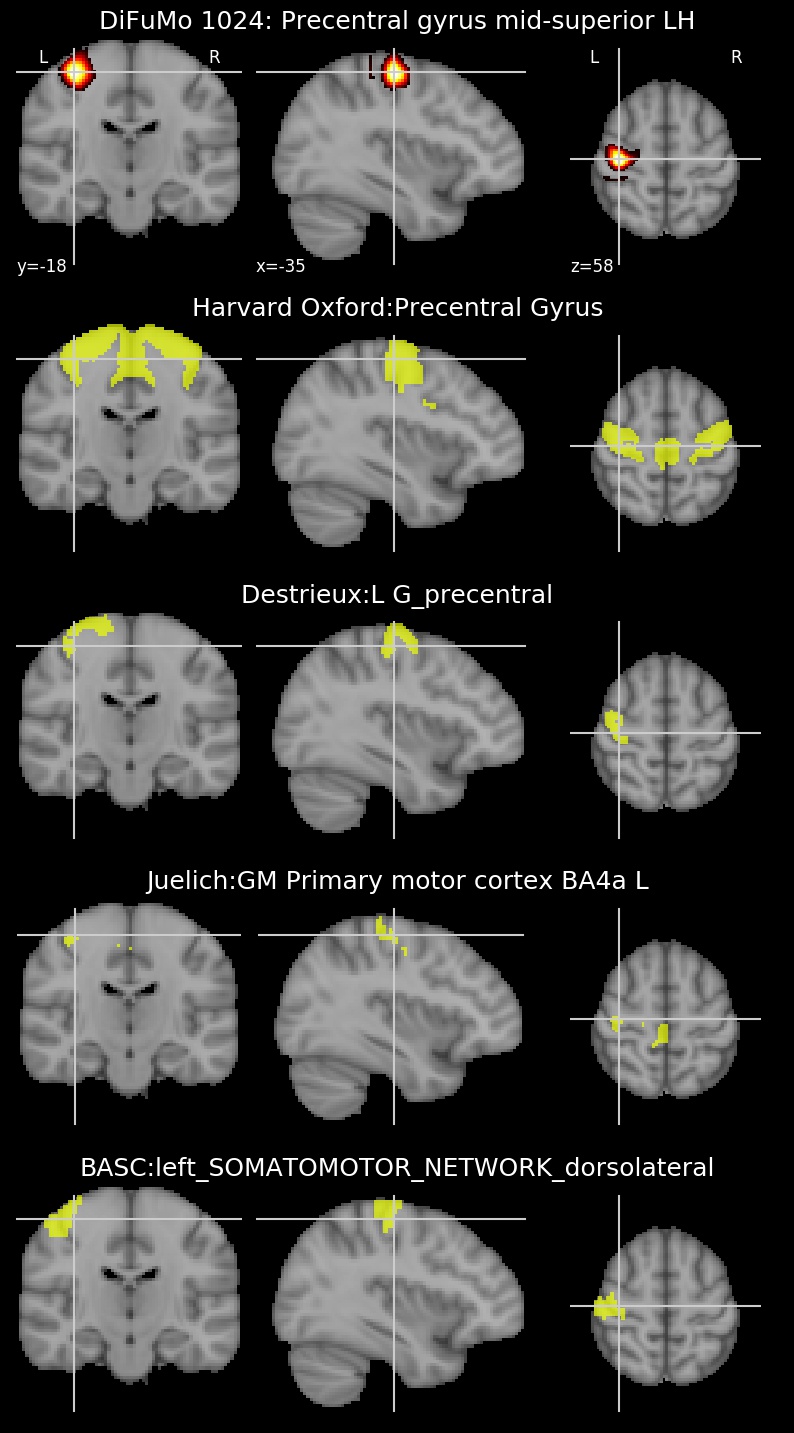 DiFuMo 1024: Precentral gyrus mid-superior LH
L R L R
y=-18 x=-35 z=58
Harvard Oxford:Precentral Gyrus
Destrieux:L G_precentral
Juelich:GM Primary motor cortex BA4a L
BASC:left_SOMATOMOTOR_NETWORK_dorsolateral